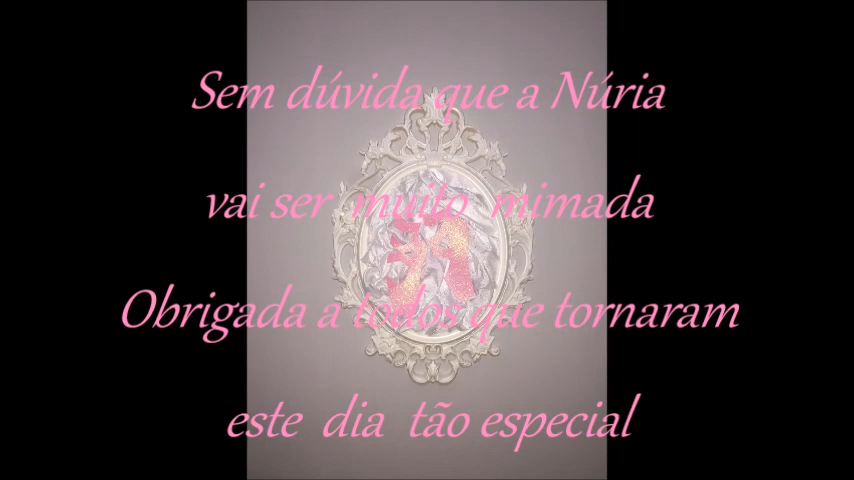 Sem dúvida que a Núria
vai ser muito mimada
Obrigada a todos que tornaram
este dia tão especial